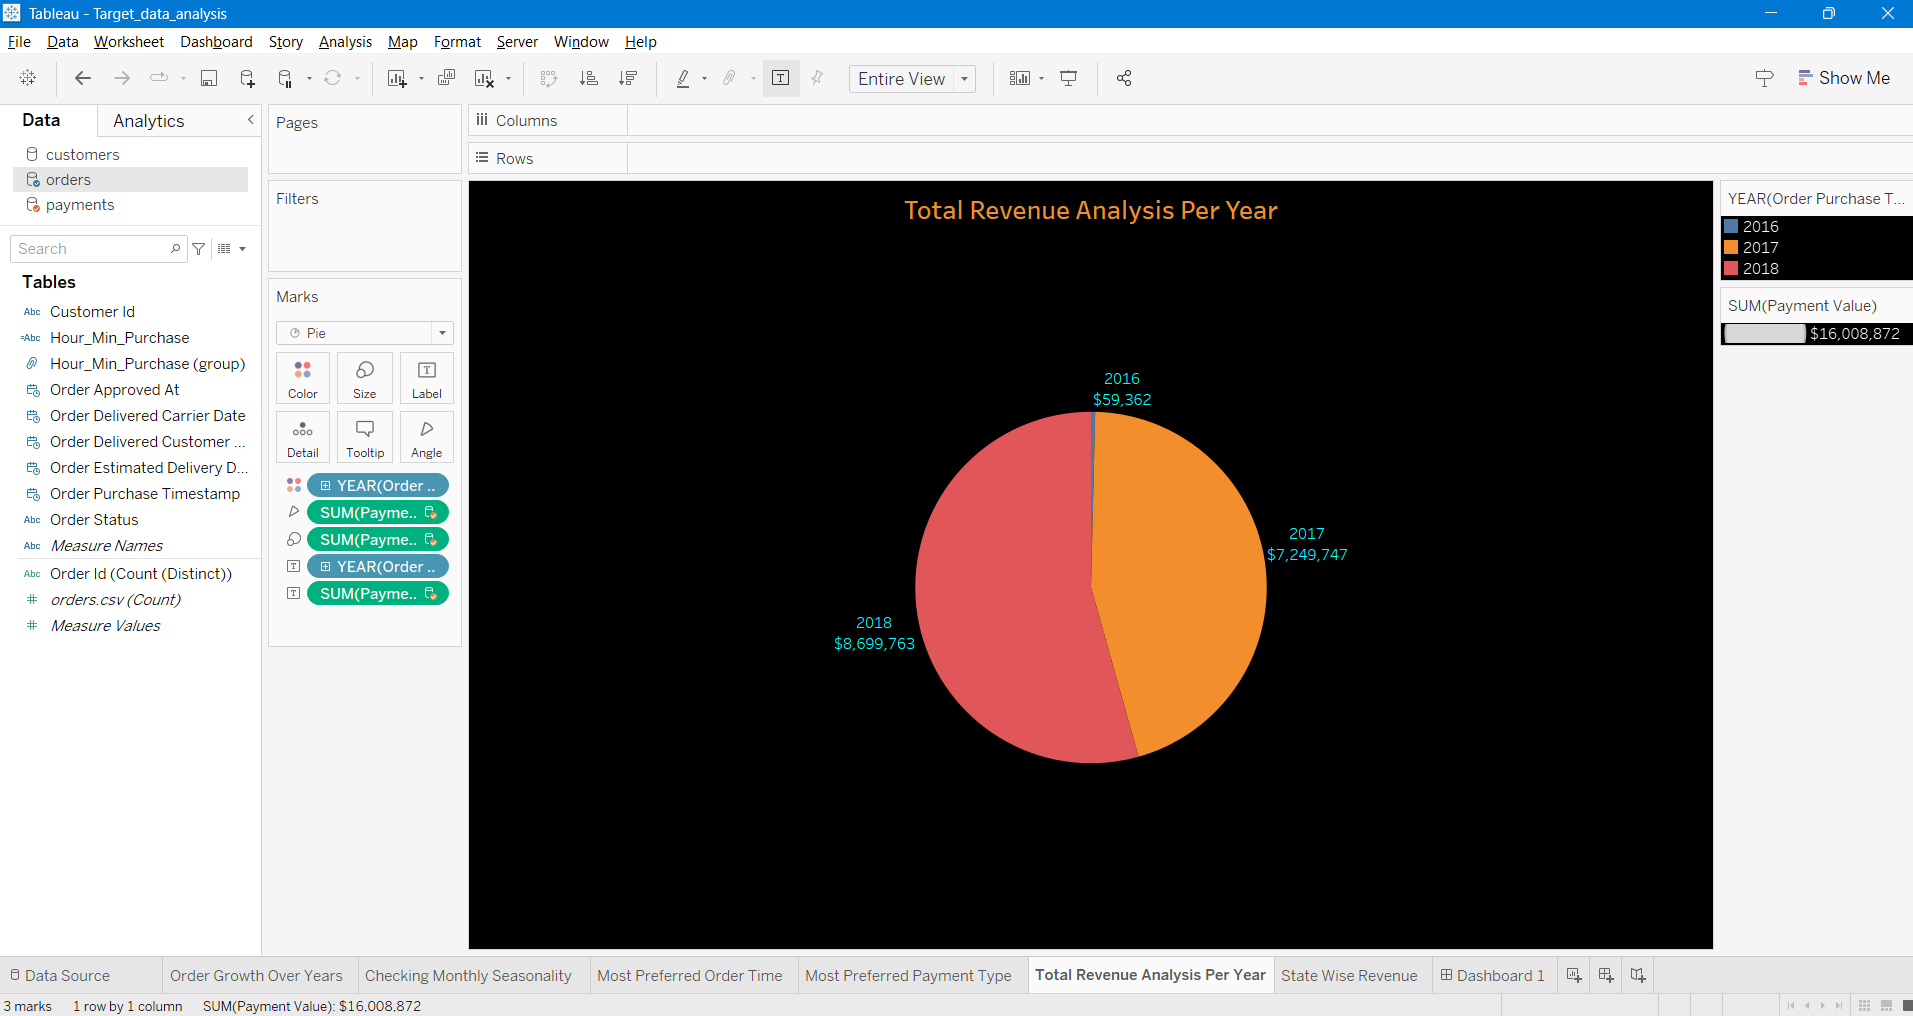 Tableau - Target_data_analysis
File Data Worksheet Dashboard Story Analysis Map Format Server Window Help
Entire View
Show Me
Data Analytics
customers
orders
payments
Search
Tables
Abc Customer Id
=Abc Hour_Min_Purchase
Hour_Min_Purchase (group)
Order Approved At
Order Delivered Carrier Date
Order Delivered Customer ...
Order Estimated Delivery D...
Order Purchase Timestamp
Abc Order Status
Abc Measure Names
Abc Order Id (Count (Distinct))
# orders.csv (Count)
# Measure Values
Pages
Filters
Marks
Pie
Color Size Label
Detail Tooltip Angle
YEAR(Order ..
SUM(Payme..
SUM(Payme..
YEAR(Order ..
SUM(Payme..
Columns
Rows
Total Revenue Analysis Per Year
2016
$59,362
2017
$7,249,747
2018
$8,699,763
YEAR(Order Purchase T...
2016
2017
2018
SUM(Payment Value)
$16,008,872
Data Source Order Growth Over Years Checking Monthly Seasonality Most Preferred Order Time Most Preferred Payment Type Total Revenue Analysis Per Year State Wise Revenue Dashboard 1
3 marks 1 row by 1 column SUM(Payment Value): $16,008,872